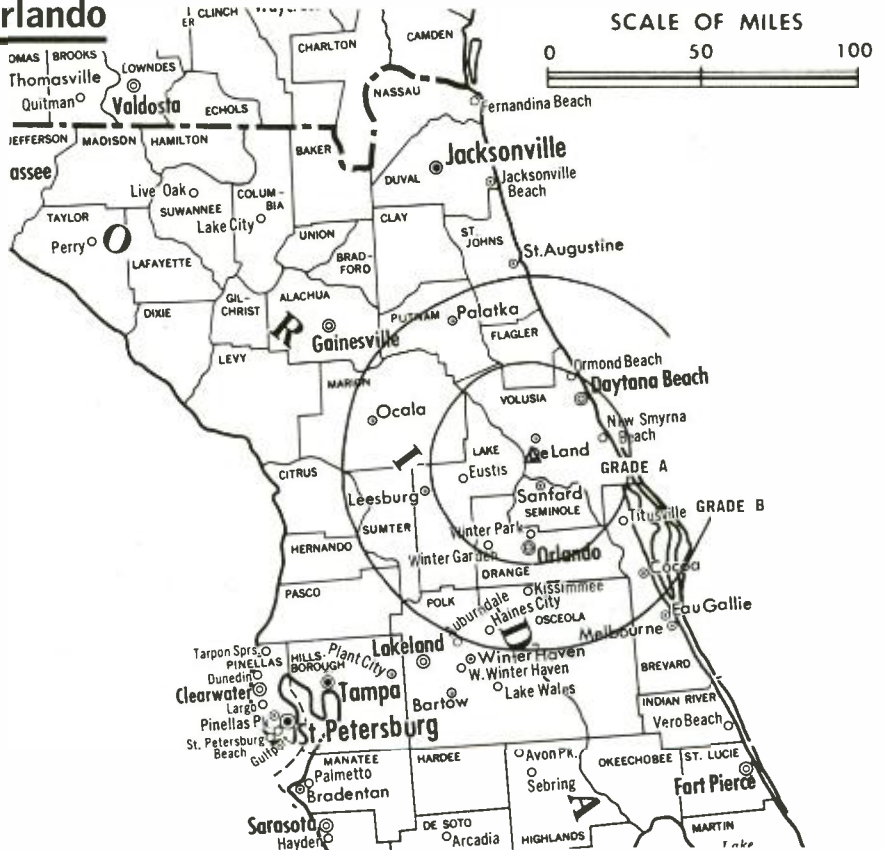 rlando
SCALE OF MILES
0 50 100
ER
CLINCH
CHARLTON
CAMDEN
OMAS
BROOKS
LOWNDES
Thomasville
Quitman
Valdosta
ECHOLS
NASSAU
Fernandina Beach
JEFFERSON
MADISON
HAMILTON
BAKER
Jacksonville
DUVAL
Jacksonville
Beach
assee
Live Oak
SUWANNEE
COLUM-
BIA
Lake City
TAYLOR
Perry
O
LAFAYETTE
UNION
BRAD-
FORD
CLAY
ST.
JOHNS
St. Augustine
DIXIE
GIL-
CHRIST
ALACHUA
R
Gainesville
PUTNAM
Palatka
FLAGLER
LEVY
MARION
Ocala
I
VOLUSIA
Ormond Beach
Daytona Beach
New Smyrna
Beach
DeLand
LAKE
Eustis
GRADE A
CITRUS
Leesburg
Sanford
SEMINOLE
Titusville
GRADE B
SUMTER
Winter Park
Winter Garden
Orlando
HERNANDO
ORANGE
Cocoa
PASCO
POLK
Kissimmee
Auburndale
Haines City
OSCEOLA
D
Eau Gallie
Melbourne
Tarpon Sprs.
PINELLAS
HILLS-
BOROUGH
Plant City
Lakeland
Winter Haven
W. Winter Haven
Lake Wales
BREVARD
Dunedin
Clearwater
Largo
Pinellas P.
Tampa
Bartow
St. Petersburg
St. Petersburg
Beach
Gulfp
INDIAN RIVER
Vero Beach
MANATEE
HARDEE
Avon Pk.
OKEECHOBEE
ST. LUCIE
Palmetto
Bradentan
Sebring
A
Fort Pierce
Sarasota
Hayden
DE SOTO
Arcadia
HIGHLANDS
MARTIN
Lake